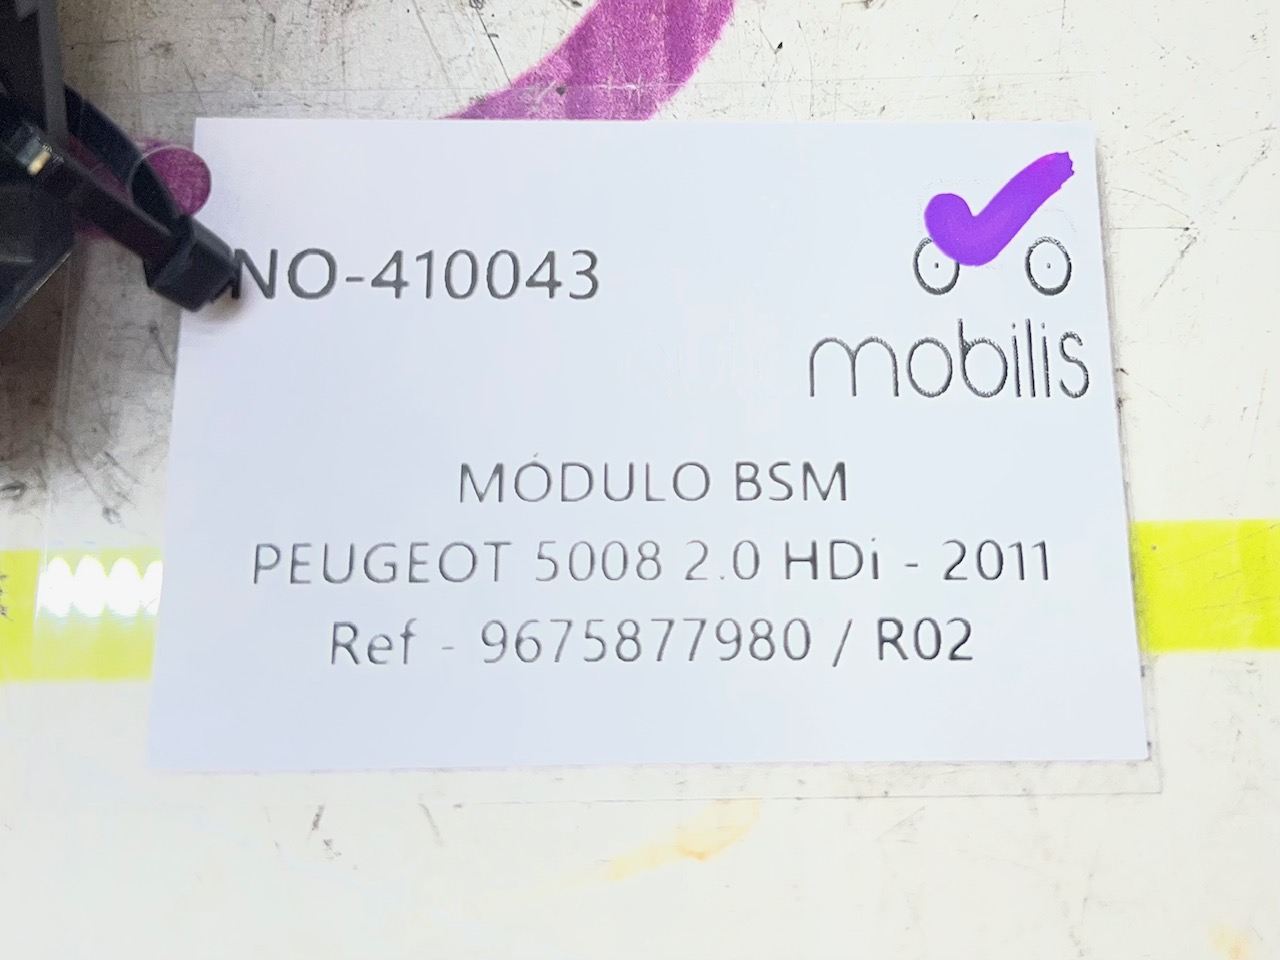 NO-410043
mobilis
MÓDULO BSM
PEUGEOT 5008 2.0 HDi - 2011
Ref - 9675877980 / R02